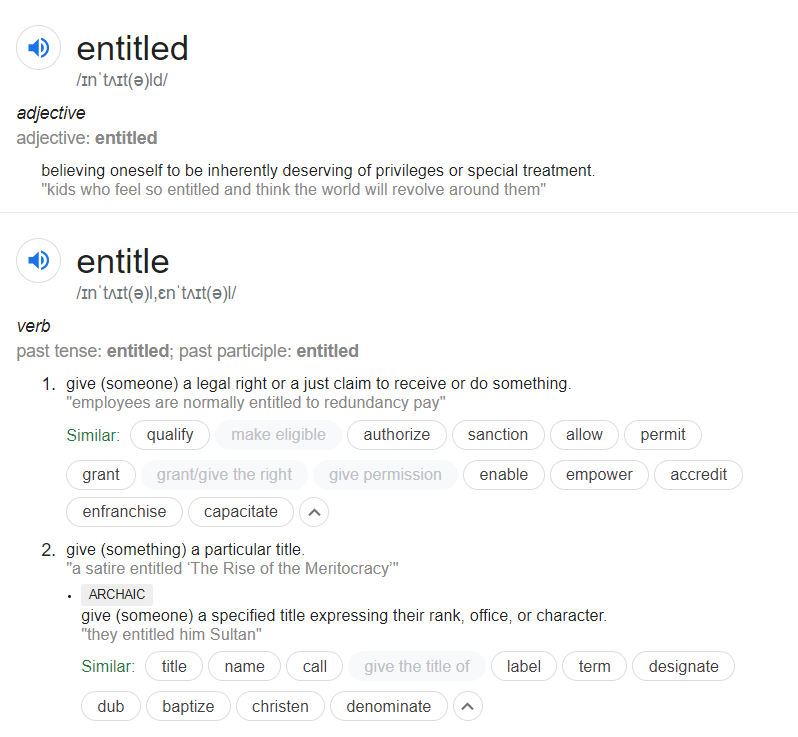 entitled
/ɪnˈtʌɪt(ə)ld/
adjective
adjective: entitled
believing oneself to be inherently deserving of privileges or special treatment.
"kids who feel so entitled and think the world will revolve around them"
entitle
/ɪnˈtʌɪt(ə)l,ɛnˈtʌɪt(ə)l/
verb
past tense: entitled; past participle: entitled
1. give (someone) a legal right or a just claim to receive or do something.
"employees are normally entitled to redundancy pay"
Similar: qualify make eligible authorize sanction allow permit
grant grant/give the right give permission enable empower accredit
enfranchise capacitate
2. give (something) a particular title.
"a satire entitled ‘The Rise of the Meritocracy’"
• ARCHAIC
give (someone) a specified title expressing their rank, office, or character.
"they entitled him Sultan"
Similar: title name call give the title of label term designate
dub baptize christen denominate